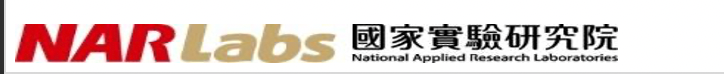 NARLabs 國家實驗研究院
National Applied Research Laboratories